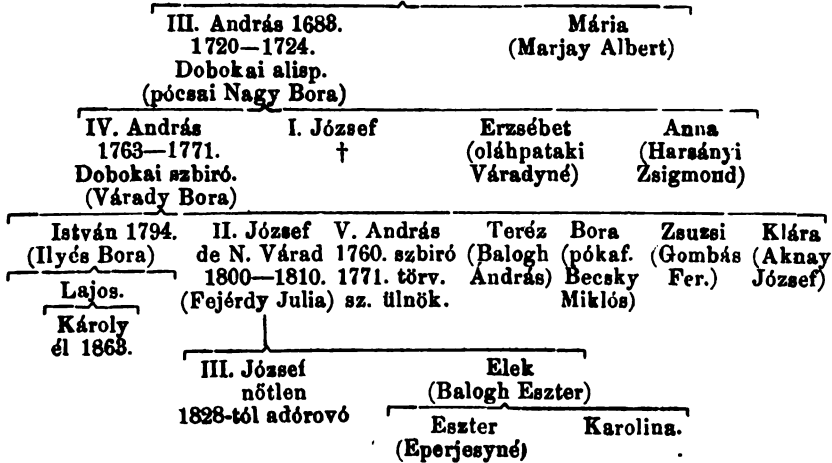 III. András 1683.
1720—1724.
Dobokai alisp.
(pócsai Nagy Bora)
Mária
(Marjay Albert)
IV. András
1763—1771.
Dobokai szbiró.
(Várady Bora)
I. József
†
Erzsébet
(oláhpataki
Váradyné)
Anna
(Harsányi
Zsigmond)
István 1794.
(Ilyés Bora)
II. József
de N. Várad
1800—1810.
(Fejérdy Julia)
V. András
1760. szbiró
1771. törv.
sz. ülnök.
Teréz
(Balogh
András)
Bora
(pókaf.
Becsky
Miklós)
Zsuzsi
(Gombás
Fer.)
Klára
(Aknay
József)
Lajos.
Károly
él 1863.
III. József
nőtlen
1828-tól adórovó
Elek
(Balogh Eszter)
Eszter
(Eperjesyné)
Karolina.